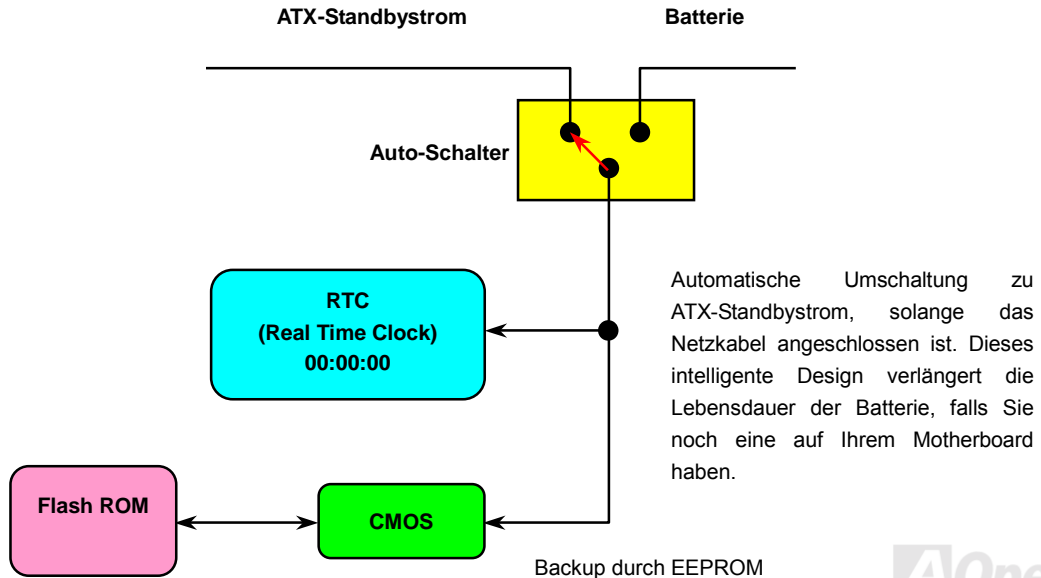 ATX-Standbystrom
Batterie
Auto-Schalter
RTC
(Real Time Clock)
00:00:00
Automatische Umschaltung zu
ATX-Standbystrom, solange das
Netzkabel angeschlossen ist. Dieses
intelligente Design verlängert die
Lebensdauer der Batterie, falls Sie
noch eine auf Ihrem Motherboard
haben.
Flash ROM
CMOS
Backup durch EEPROM